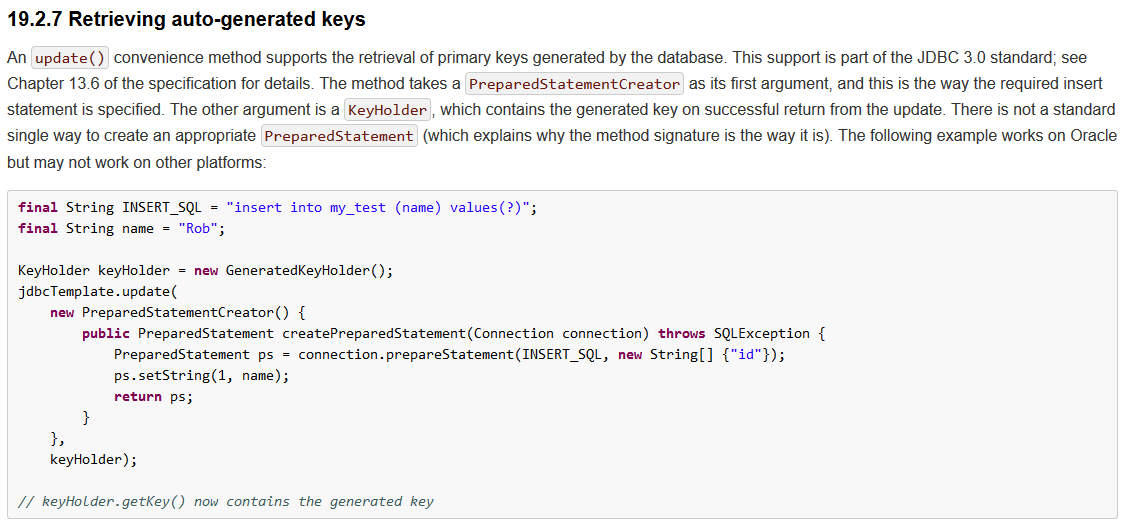 19.2.7 Retrieving auto-generated keys
An update() convenience method supports the retrieval of primary keys generated by the database. This support is part of the JDBC 3.0 standard; see
Chapter 13.6 of the specification for details. The method takes a PreparedStatementCreator as its first argument, and this is the way the required insert
statement is specified. The other argument is a KeyHolder, which contains the generated key on successful return from the update. There is not a standard
single way to create an appropriate PreparedStatement (which explains why the method signature is the way it is). The following example works on Oracle
but may not work on other platforms:
final String INSERT_SQL = "insert into my_test (name) values(?)";
final String name = "Rob";

KeyHolder keyHolder = new GeneratedKeyHolder();
jdbcTemplate.update(
    new PreparedStatementCreator() {
        public PreparedStatement createPreparedStatement(Connection connection) throws SQLException {
            PreparedStatement ps = connection.prepareStatement(INSERT_SQL, new String[] {"id"});
            ps.setString(1, name);
            return ps;
        }
    },
    keyHolder);

// keyHolder.getKey() now contains the generated key